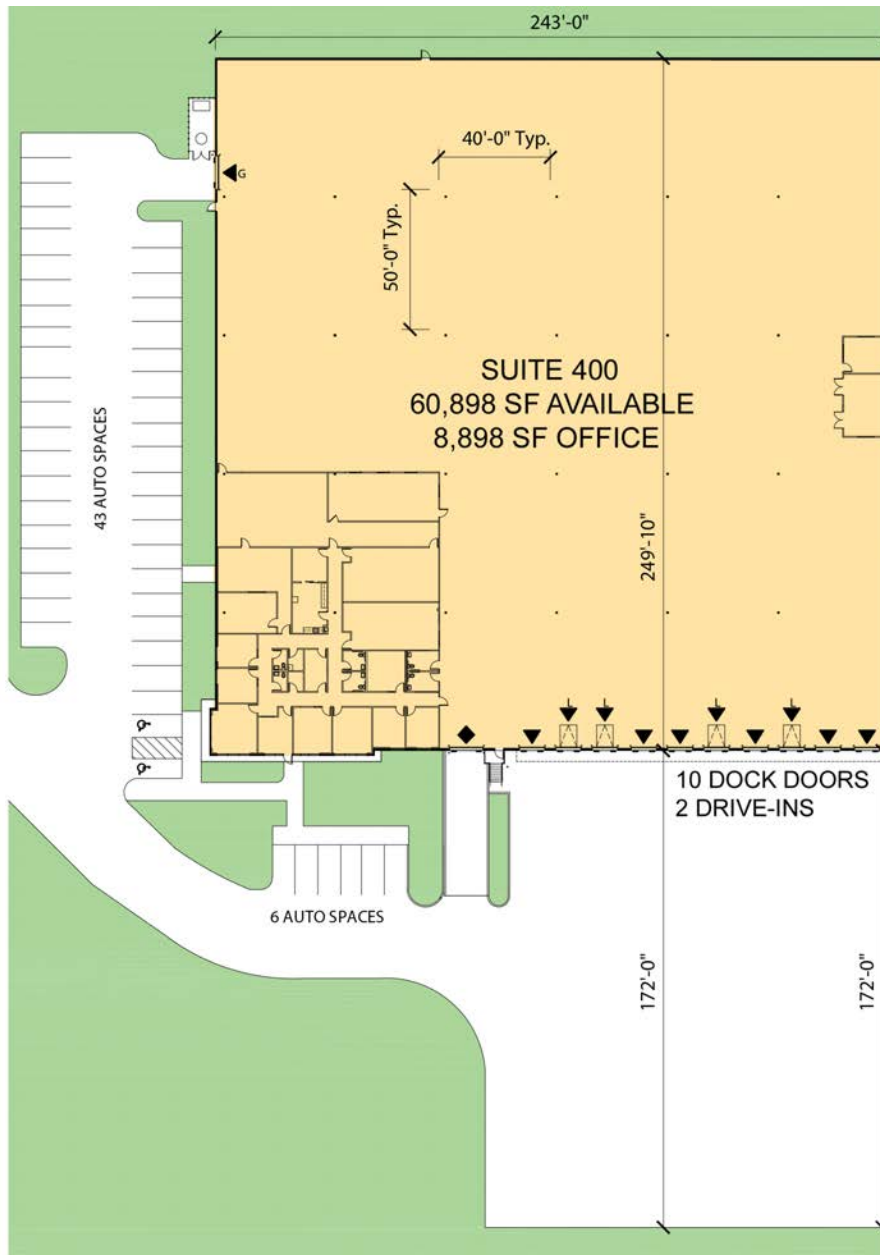 243'-0"
40'-0" Typ.
G
50'-0" Typ.
SUITE 400
60,898 SF AVAILABLE
8,898 SF OFFICE
43 AUTO SPACES
249'-10"
10 DOCK DOORS
2 DRIVE-INS
6 AUTO SPACES
172'-0"
172'-0"